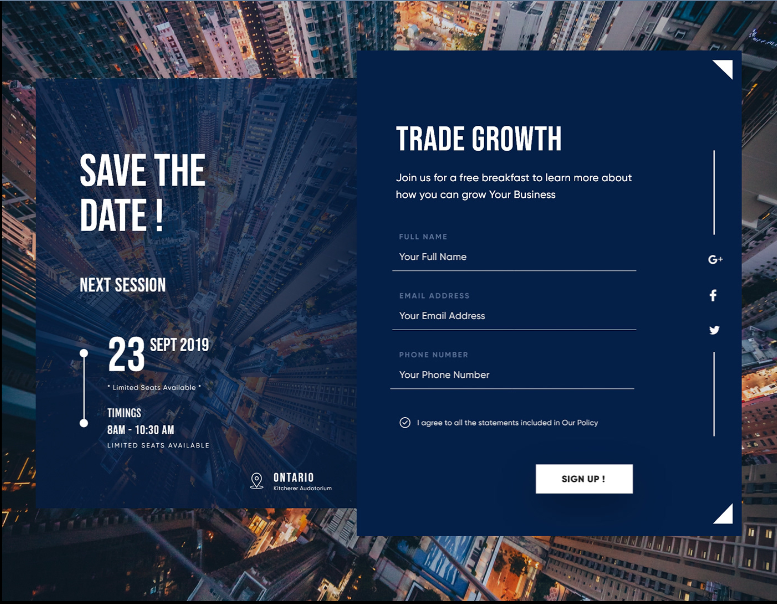 SAVE THE
DATE !
NEXT SESSION
23 SEPT 2019
* Limited Seats Available *
TIMINGS
8AM - 10:30 AM
LIMITED SEATS AVAILABLE
ONTARIO
Kitcherer Audotorium
TRADE GROWTH
Join us for a free breakfast to learn more about
how you can grow Your Business
FULL NAME
Your Full Name
EMAIL ADDRESS
Your Email Address
PHONE NUMBER
Your Phone Number
I agree to all the statements included in Our Policy
SIGN UP !
G+